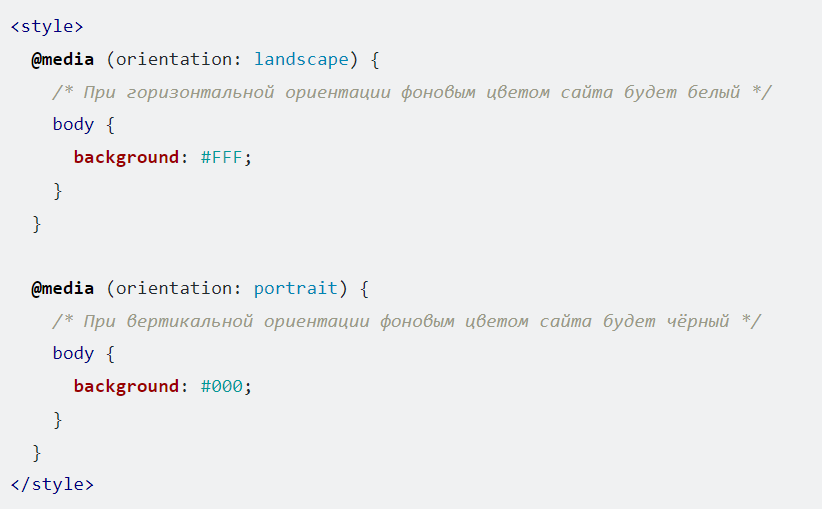 <style>
@media (orientation: landscape) {
/* При горизонтальной ориентации фоновым цветом сайта будет белый */
body {
background: #FFF;
}
}
@media (orientation: portrait) {
/* При вертикальной ориентации фоновым цветом сайта будет чёрный */
body {
background: #000;
}
}
</style>